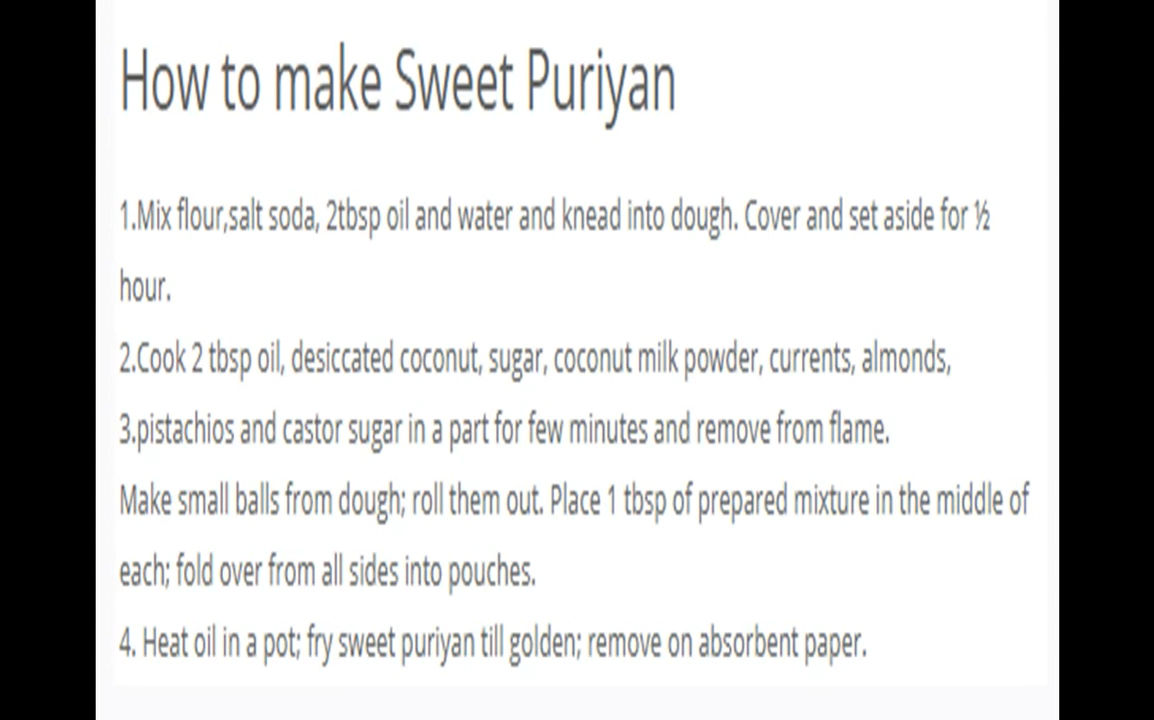 How to make Sweet Puriyan
1.Mix flour,salt soda, 2tbsp oil and water and knead into dough. Cover and set aside for ½
hour.
2.Cook 2 tbsp oil, desiccated coconut, sugar, coconut milk powder, currents, almonds,
3.pistachios and castor sugar in a part for few minutes and remove from flame.
Make small balls from dough; roll them out. Place 1 tbsp of prepared mixture in the middle of
each; fold over from all sides into pouches.
4. Heat oil in a pot; fry sweet puriyan till golden; remove on absorbent paper.